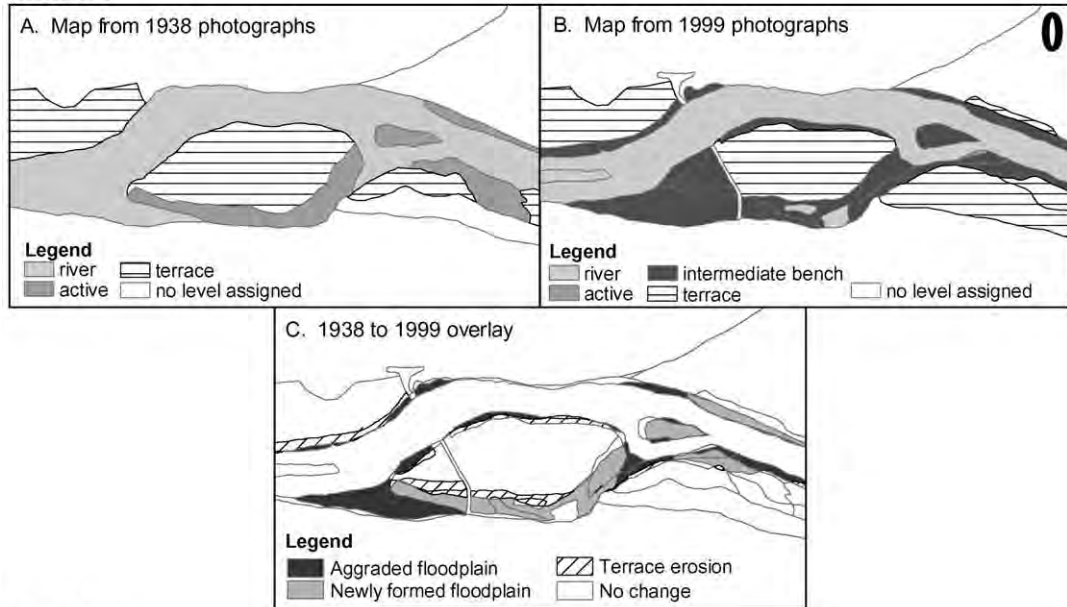 A. Map from 1938 photographs
Legend
river
terrace
active
no level assigned
B. Map from 1999 photographs
Legend
river
intermediate bench
active
terrace
no level assigned
C. 1938 to 1999 overlay
Legend
Aggraded floodplain
Terrace erosion
Newly formed floodplain
No change